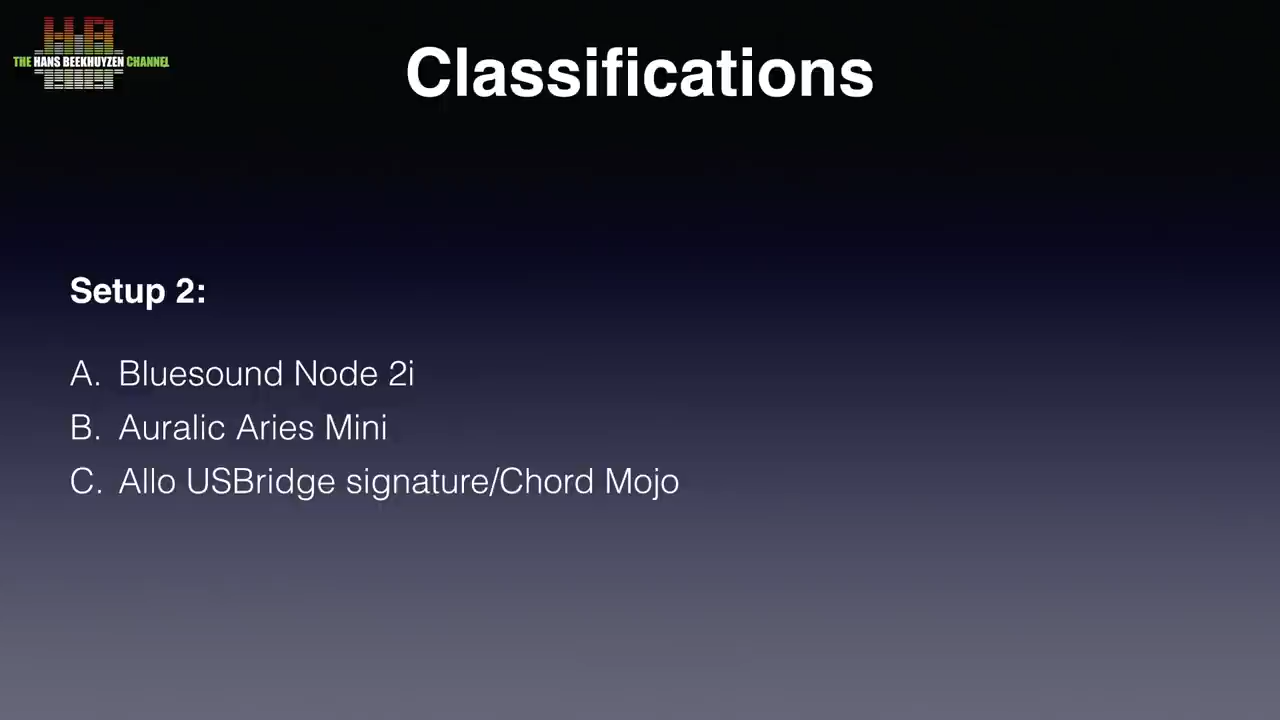 THE HANS BEEKHUYZEN CHANNEL
Classifications
Setup 2:
A. Bluesound Node 2i
B. Auralic Aries Mini
C. Allo USBridge signature/Chord Mojo